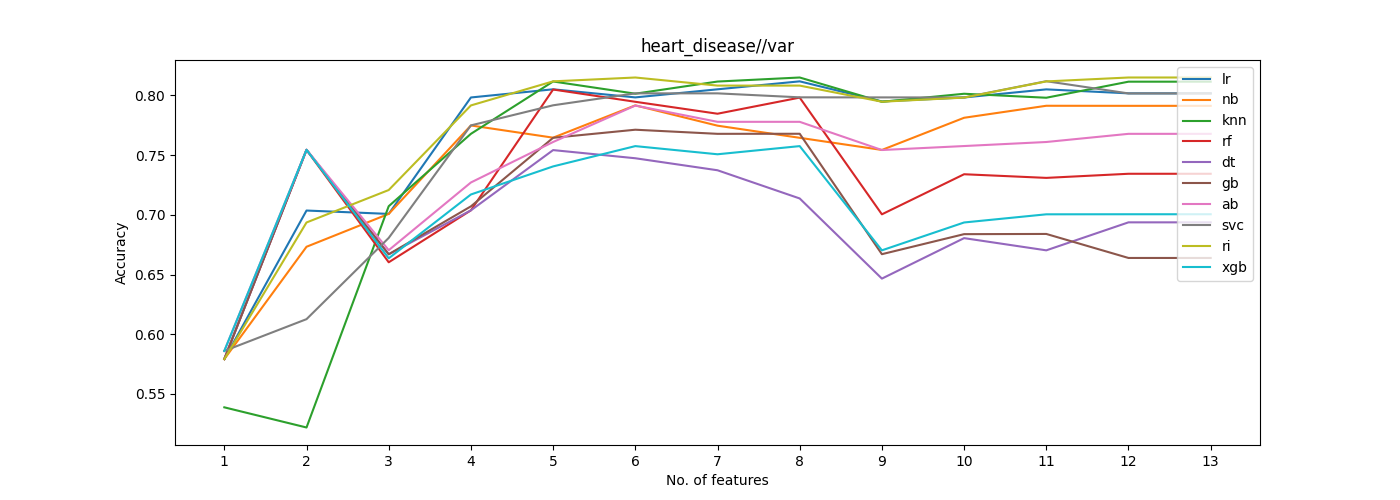 heart_disease//var
Accuracy
0.80
0.75
0.70
0.65
0.60
0.55
1 2 3 4 5 6 7 8 9 10 11 12 13
No. of features
lr
nb
knn
rf
dt
gb
ab
svc
ri
xgb